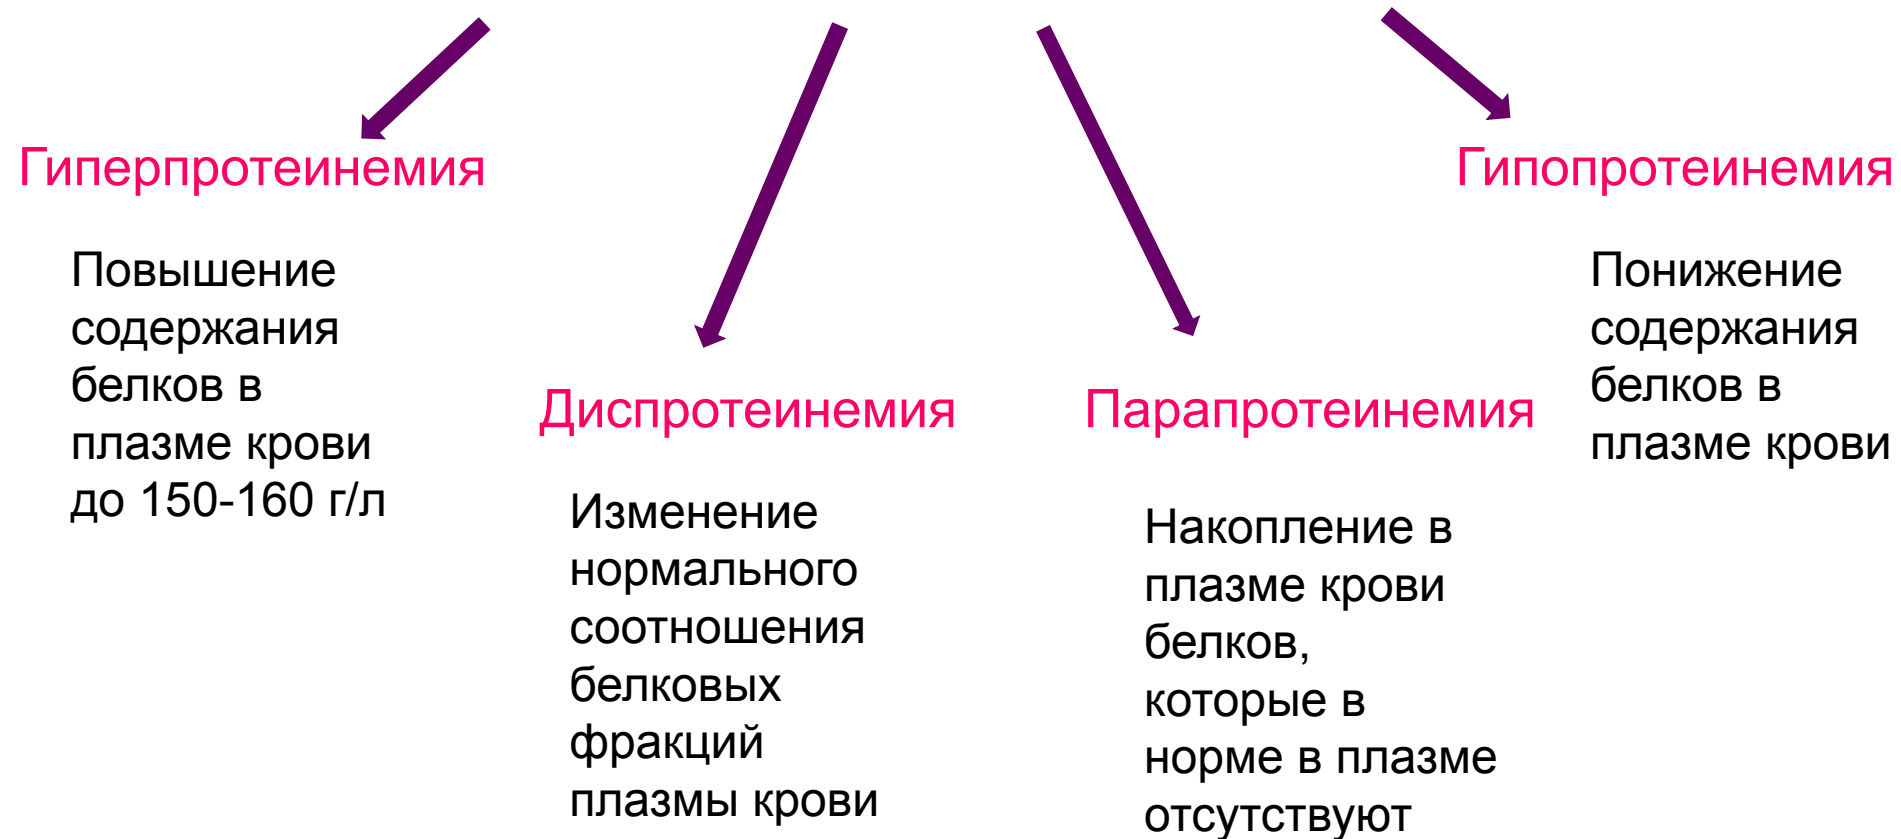 Гиперпротеинемия
Повышение
содержания
белков в
плазме крови
до 150-160 г/л
Диспротеинемия
Изменение
нормального
соотношения
белковых
фракций
плазмы крови
Парапротеинемия
Накопление в
плазме крови
белков,
которые в
норме в плазме
отсутствуют
Гипопротеинемия
Понижение
содержания
белков в
плазме крови